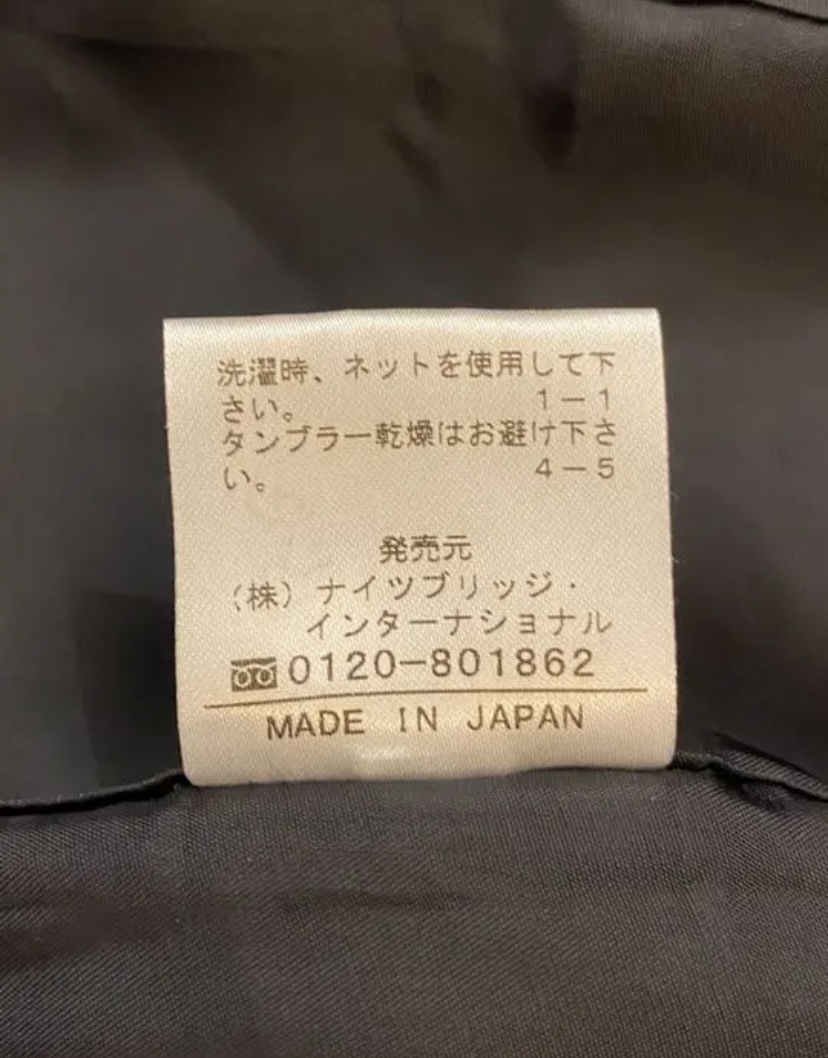 洗濯時、ネットを使用して下
さい。 1－1
タンブラー乾燥はお避け下さ
い。 4－5
発売元
（株）ナイツブリッジ・
インターナショナル
0120－801862
MADE IN JAPAN